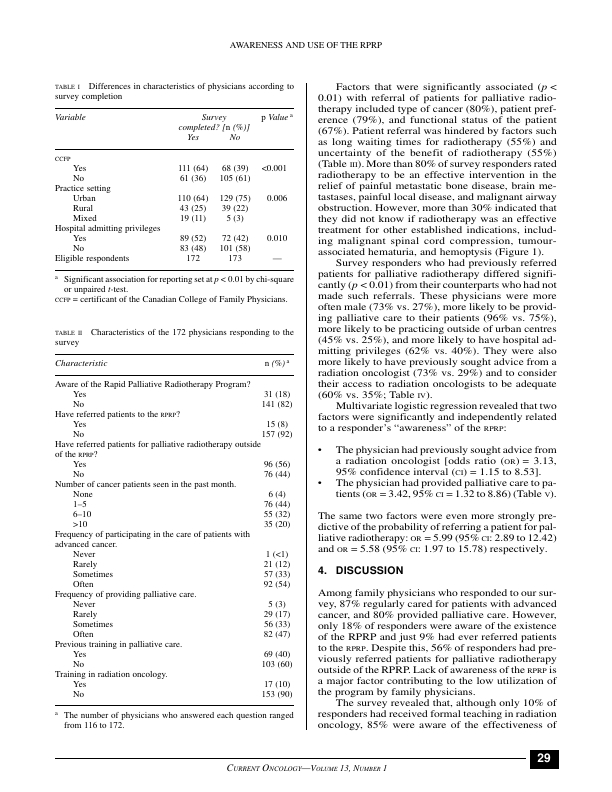 AWARENESS AND USE OF THE RPRP
TABLE I Differences in characteristics of physicians according to
survey completion
Variable Survey p Value a
completed? [n (%)]
Yes No
CCFP
Yes 111 (64) 68 (39) <0.001
No 61 (36) 105 (61)
Practice setting
Urban 110 (64) 129 (75) 0.006
Rural 43 (25) 39 (22)
Mixed 19 (11) 5 (3)
Hospital admitting privileges
Yes 89 (52) 72 (42) 0.010
No 83 (48) 101 (58)
Eligible respondents 172 173 —
a Significant association for reporting set at p < 0.01 by chi-square
or unpaired t-test.
CCFP = certificate of the Canadian College of Family Physicians.
TABLE II Characteristics of the 172 physicians responding to the
survey
Characteristic n (%) a
Aware of the Rapid Palliative Radiotherapy Program?
Yes 31 (18)
No 141 (82)
Have referred patients to the RPRP?
Yes 15 (8)
No 157 (92)
Have referred patients for palliative radiotherapy outside
of the RPRP?
Yes 96 (56)
No 76 (44)
Number of cancer patients seen in the past month.
None 6 (4)
1–5 76 (44)
6–10 55 (32)
>10 35 (20)
Frequency of participating in the care of patients with
advanced cancer.
Never 1 (<1)
Rarely 21 (12)
Sometimes 57 (33)
Often 92 (54)
Frequency of providing palliative care.
Never 5 (3)
Rarely 29 (17)
Sometimes 56 (33)
Often 82 (47)
Previous training in palliative care.
Yes 69 (40)
No 103 (60)
Training in radiation oncology.
Yes 17 (10)
No 153 (90)
a The number of physicians who answered each question ranged
from 116 to 172.
Factors that were significantly associated (p <
0.01) with referral of patients for palliative radio-
therapy included type of cancer (80%), patient pref-
erence (79%), and functional status of the patient
(67%). Patient referral was hindered by factors such
as long waiting times for radiotherapy (55%) and
uncertainty of the benefit of radiotherapy (55%)
(Table III). More than 80% of survey responders rated
radiotherapy to be an effective intervention in the
relief of painful metastatic bone disease, brain me-
tastases, painful local disease, and malignant airway
obstruction. However, more than 30% indicated that
they did not know if radiotherapy was an effective
treatment for other established indications, includ-
ing malignant spinal cord compression, tumour-
associated hematuria, and hemoptysis (Figure 1).
Survey responders who had previously referred
patients for palliative radiotherapy differed signifi-
cantly (p < 0.01) from their counterparts who had not
made such referrals. These physicians were more
often male (73% vs. 27%), more likely to be provid-
ing palliative care to their patients (96% vs. 75%),
more likely to be practicing outside of urban centres
(45% vs. 25%), and more likely to have hospital ad-
mitting privileges (62% vs. 40%). They were also
more likely to have previously sought advice from a
radiation oncologist (73% vs. 29%) and to consider
their access to radiation oncologists to be adequate
(60% vs. 35%; Table IV).
Multivariate logistic regression revealed that two
factors were significantly and independently related
to a responder's “awareness” of the RPRP:
• The physician had previously sought advice from
a radiation oncologist [odds ratio (OR) = 3.13,
95% confidence interval (CI) = 1.15 to 8.53].
• The physician had provided palliative care to pa-
tients (OR = 3.42, 95% CI = 1.32 to 8.86) (Table V).
The same two factors were even more strongly pre-
dictive of the probability of referring a patient for pal-
liative radiotherapy: OR = 5.99 (95% CI: 2.89 to 12.42)
and OR = 5.58 (95% CI: 1.97 to 15.78) respectively.
4. DISCUSSION
Among family physicians who responded to our sur-
vey, 87% regularly cared for patients with advanced
cancer, and 80% provided palliative care. However,
only 18% of responders were aware of the existence
of the RPRP and just 9% had ever referred patients
to the RPRP. Despite this, 56% of responders had pre-
viously referred patients for palliative radiotherapy
outside of the RPRP. Lack of awareness of the RPRP is
a major factor contributing to the low utilization of
the program by family physicians.
The survey revealed that, although only 10% of
responders had received formal teaching in radiation
oncology, 85% were aware of the effectiveness of
CURRENT ONCOLOGY—VOLUME 13, NUMBER 1
29